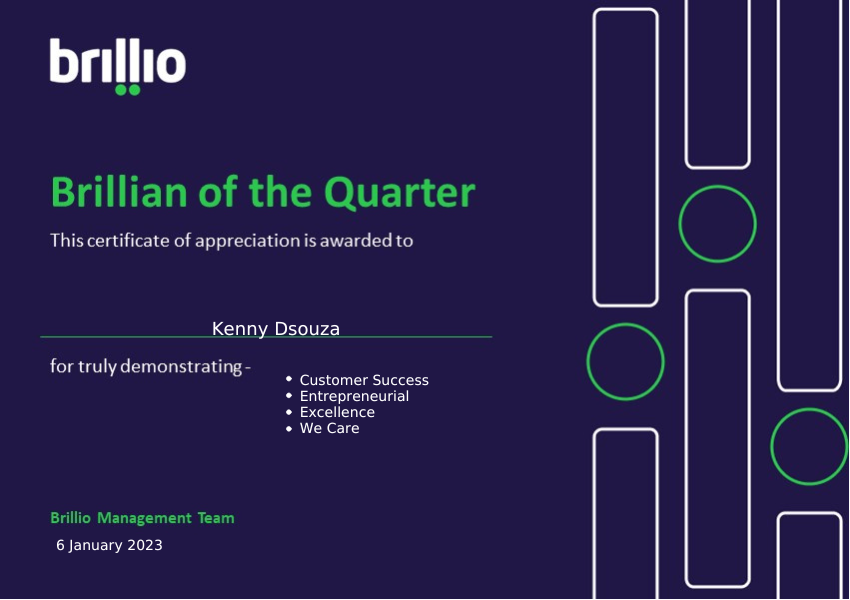 brillio
Brillian of the Quarter
This certificate of appreciation is awarded to
Kenny Dsouza
for truly demonstrating -
• Customer Success
• Entrepreneurial
• Excellence
• We Care
Brillio Management Team
6 January 2023